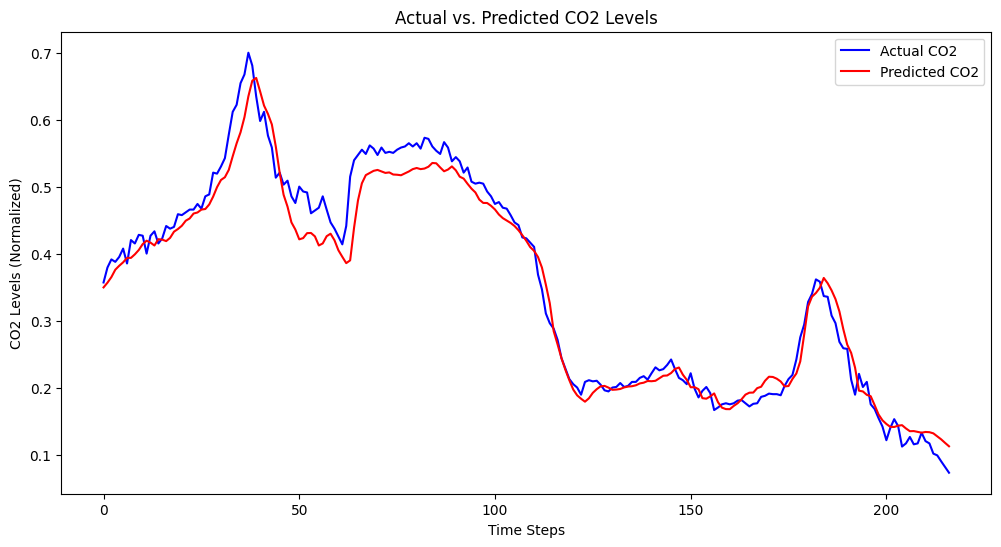 Actual vs. Predicted CO2 Levels
Actual CO2
Predicted CO2
CO2 Levels (Normalized)
0.7
0.6
0.5
0.4
0.3
0.2
0.1
0 50 100 150 200
Time Steps